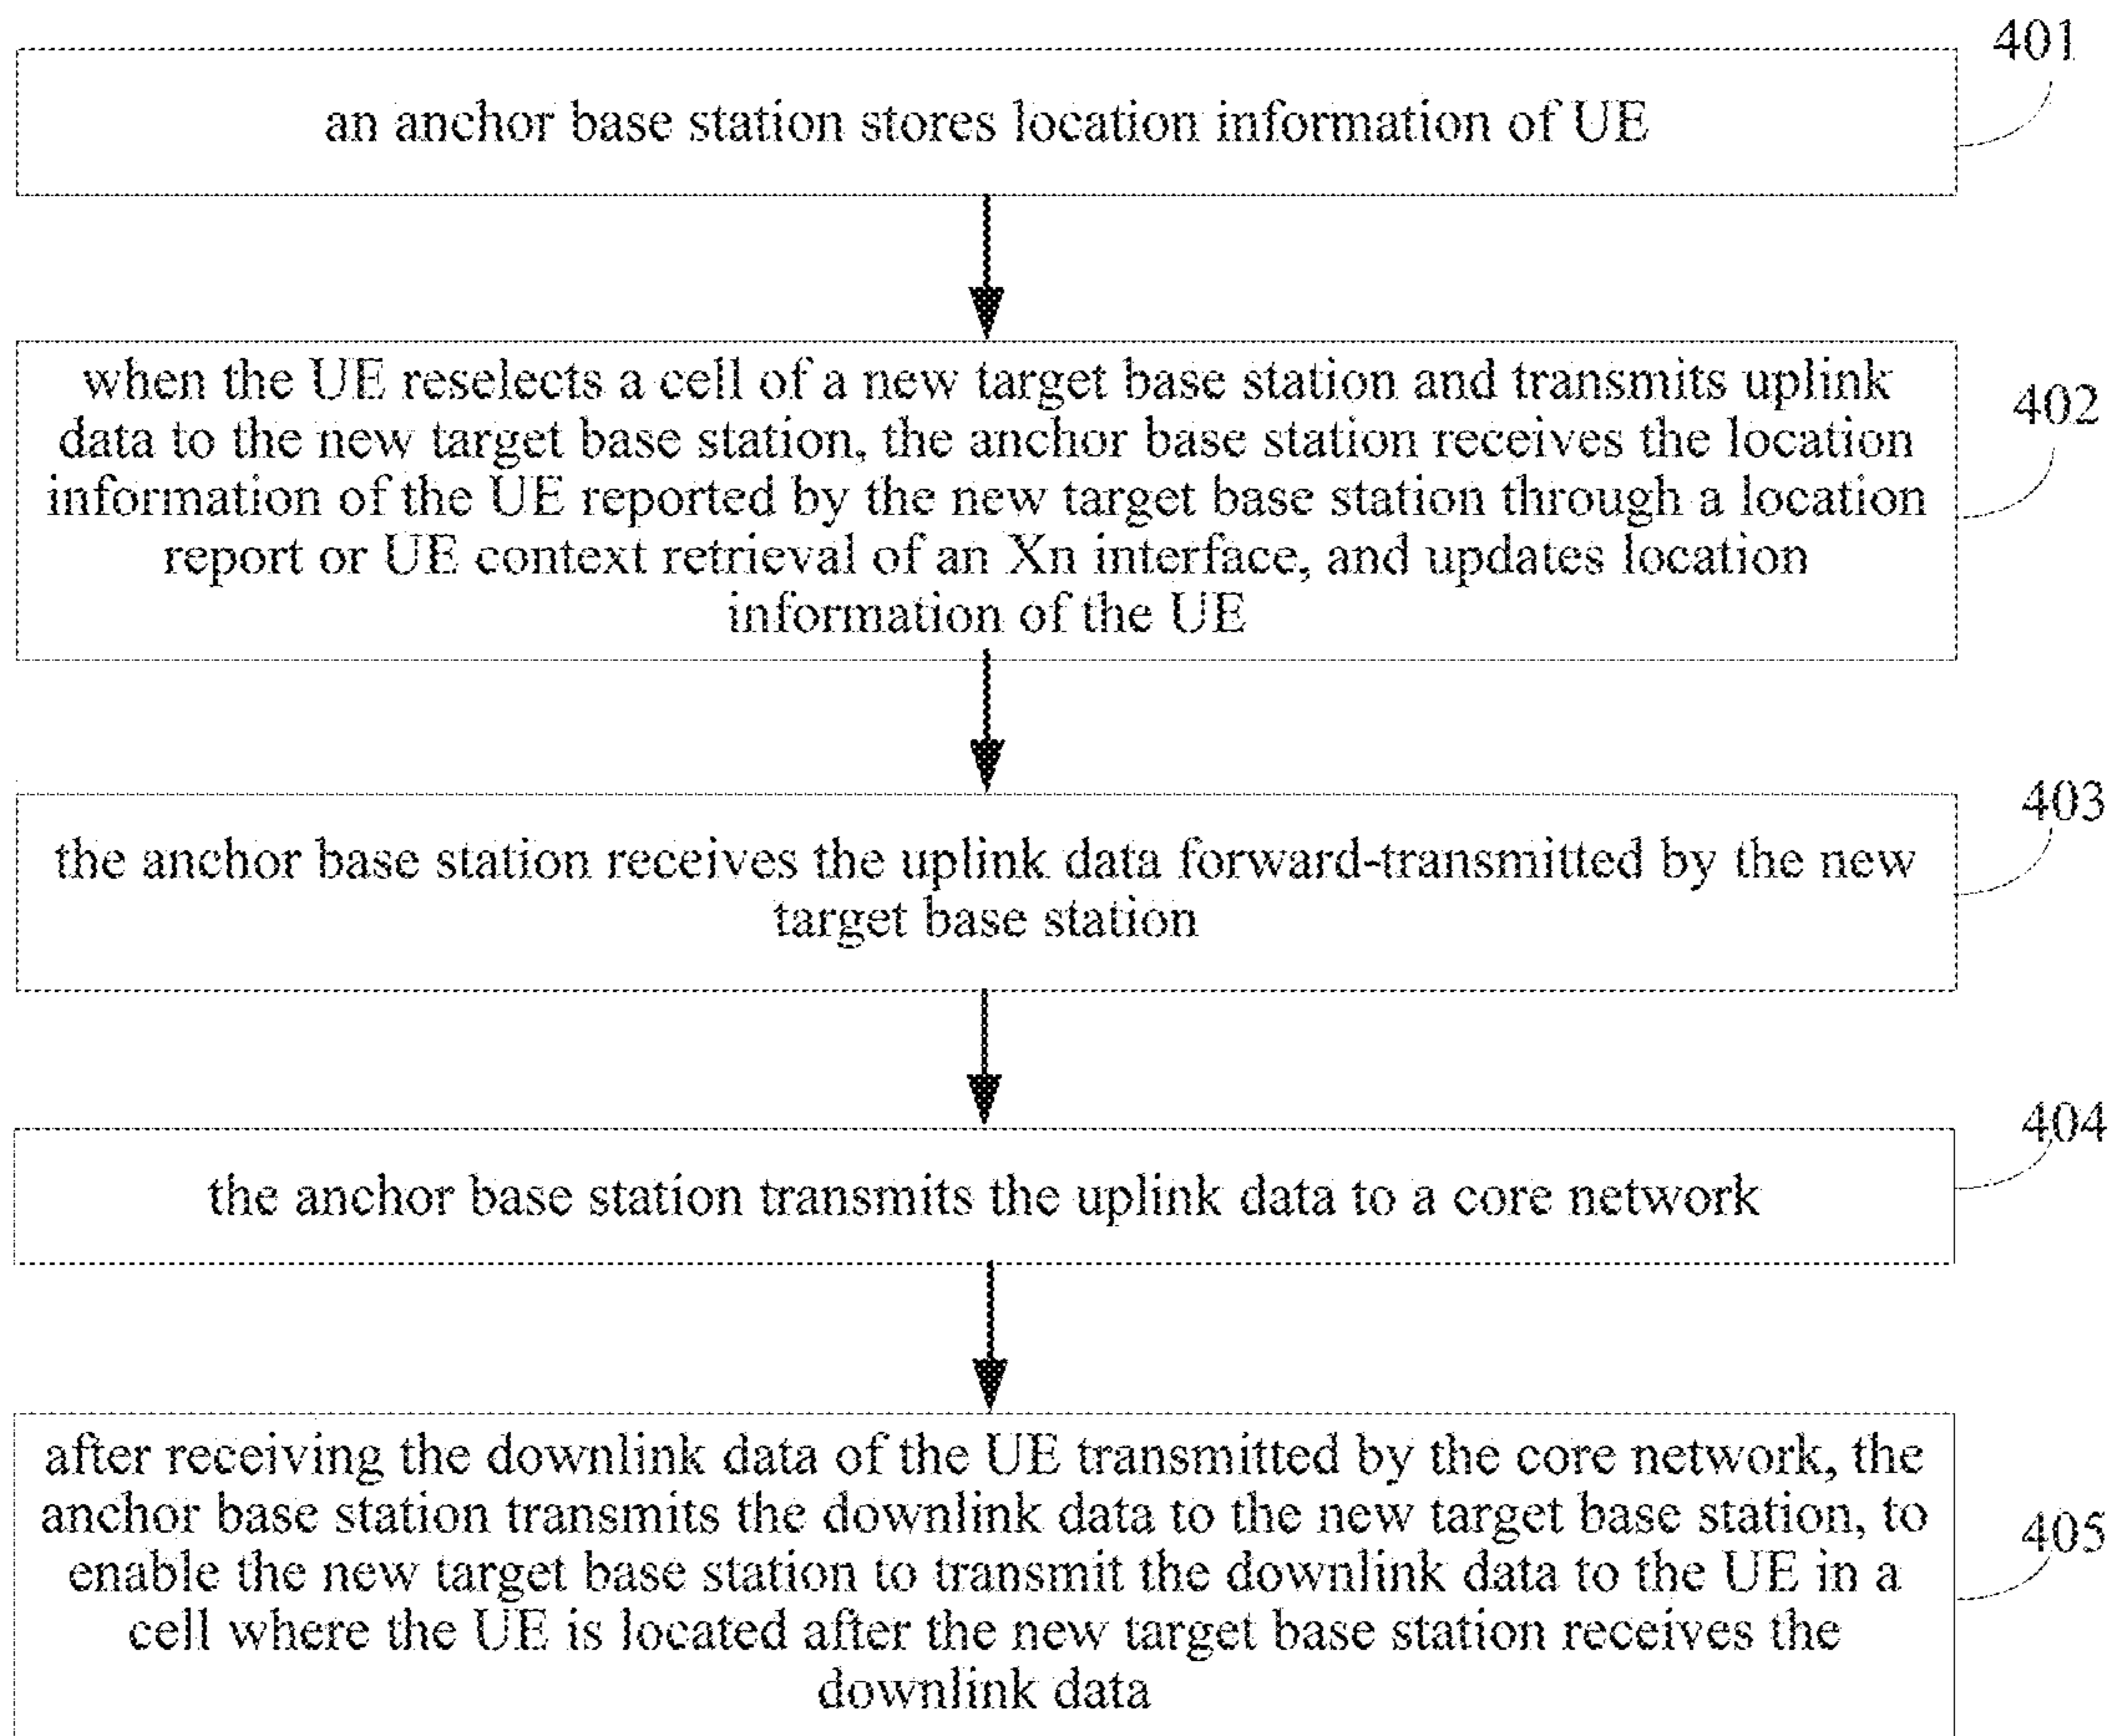 401
an anchor base station stores location information of UE
402
when the UE reselects a cell of a new target base station and transmits uplink
data to the new target base station, the anchor base station receives the location
information of the UE reported by the new target base station through a location
report or UE context retrieval of an Xn interface, and updates location
information of the UE
403
the anchor base station receives the uplink data forward-transmitted by the new
target base station
404
the anchor base station transmits the uplink data to a core network
405
after receiving the downlink data of the UE transmitted by the core network, the
anchor base station transmits the downlink data to the new target base station, to
enable the new target base station to transmit the downlink data to the UE in a
cell where the UE is located after the new target base station receives the
downlink data